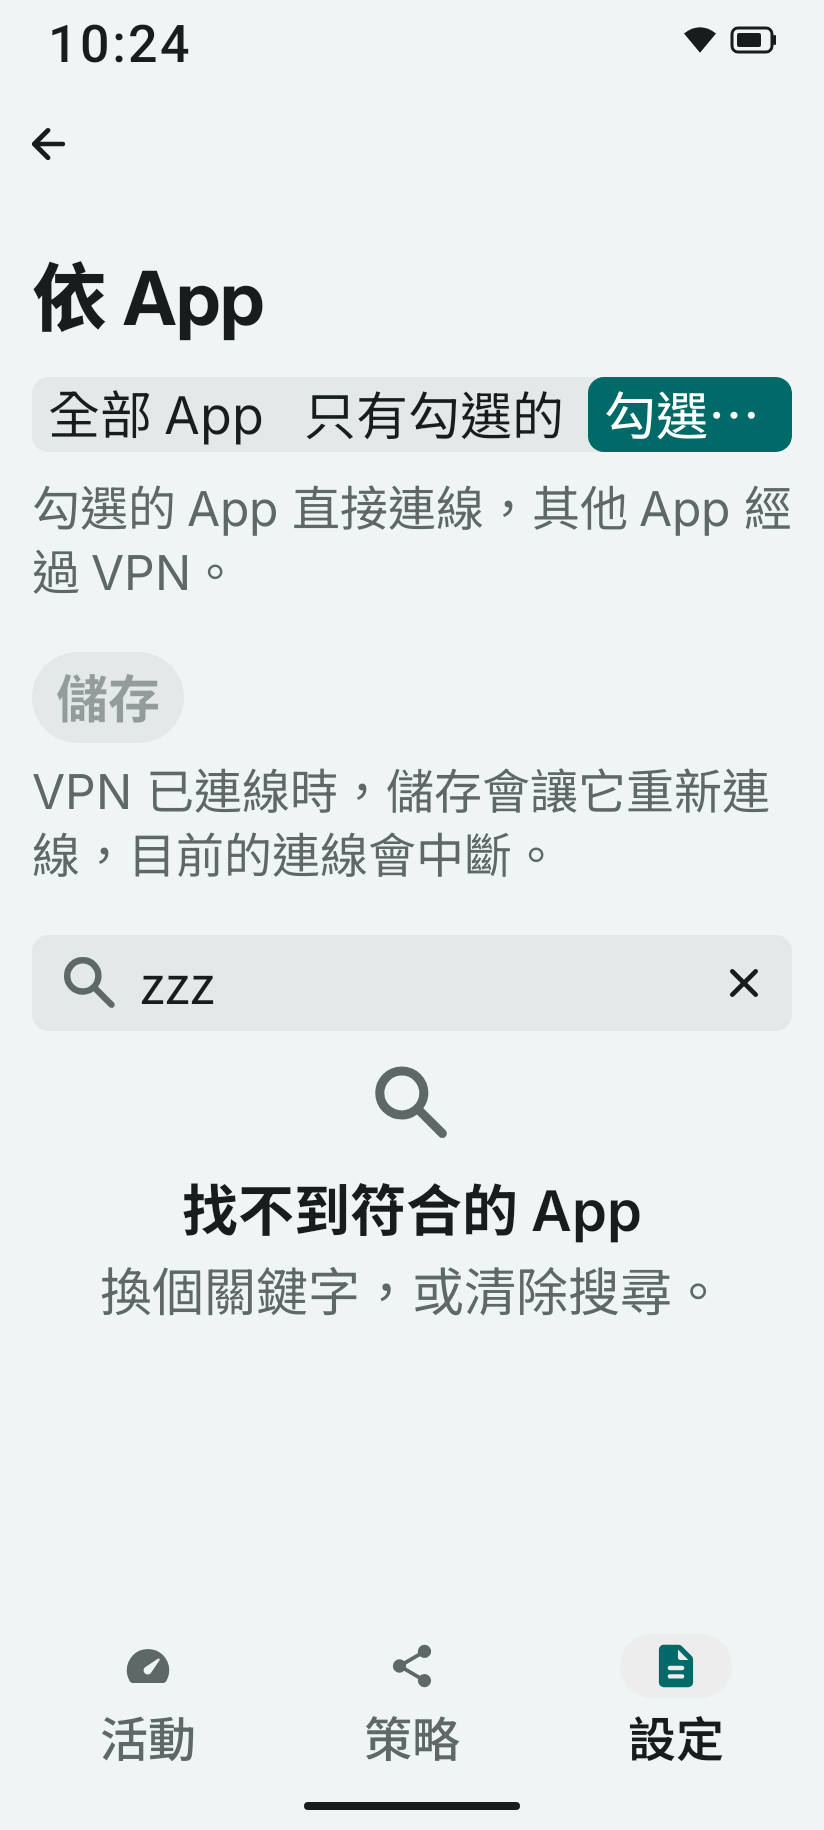 10:24
依 App
全部 App 只有勾選的 勾選…
勾選的 App 直接連線，其他 App 經
過 VPN。
儲存
VPN 已連線時，儲存會讓它重新連
線，目前的連線會中斷。
zzz
找不到符合的 App
換個關鍵字，或清除搜尋。
活動 策略 設定